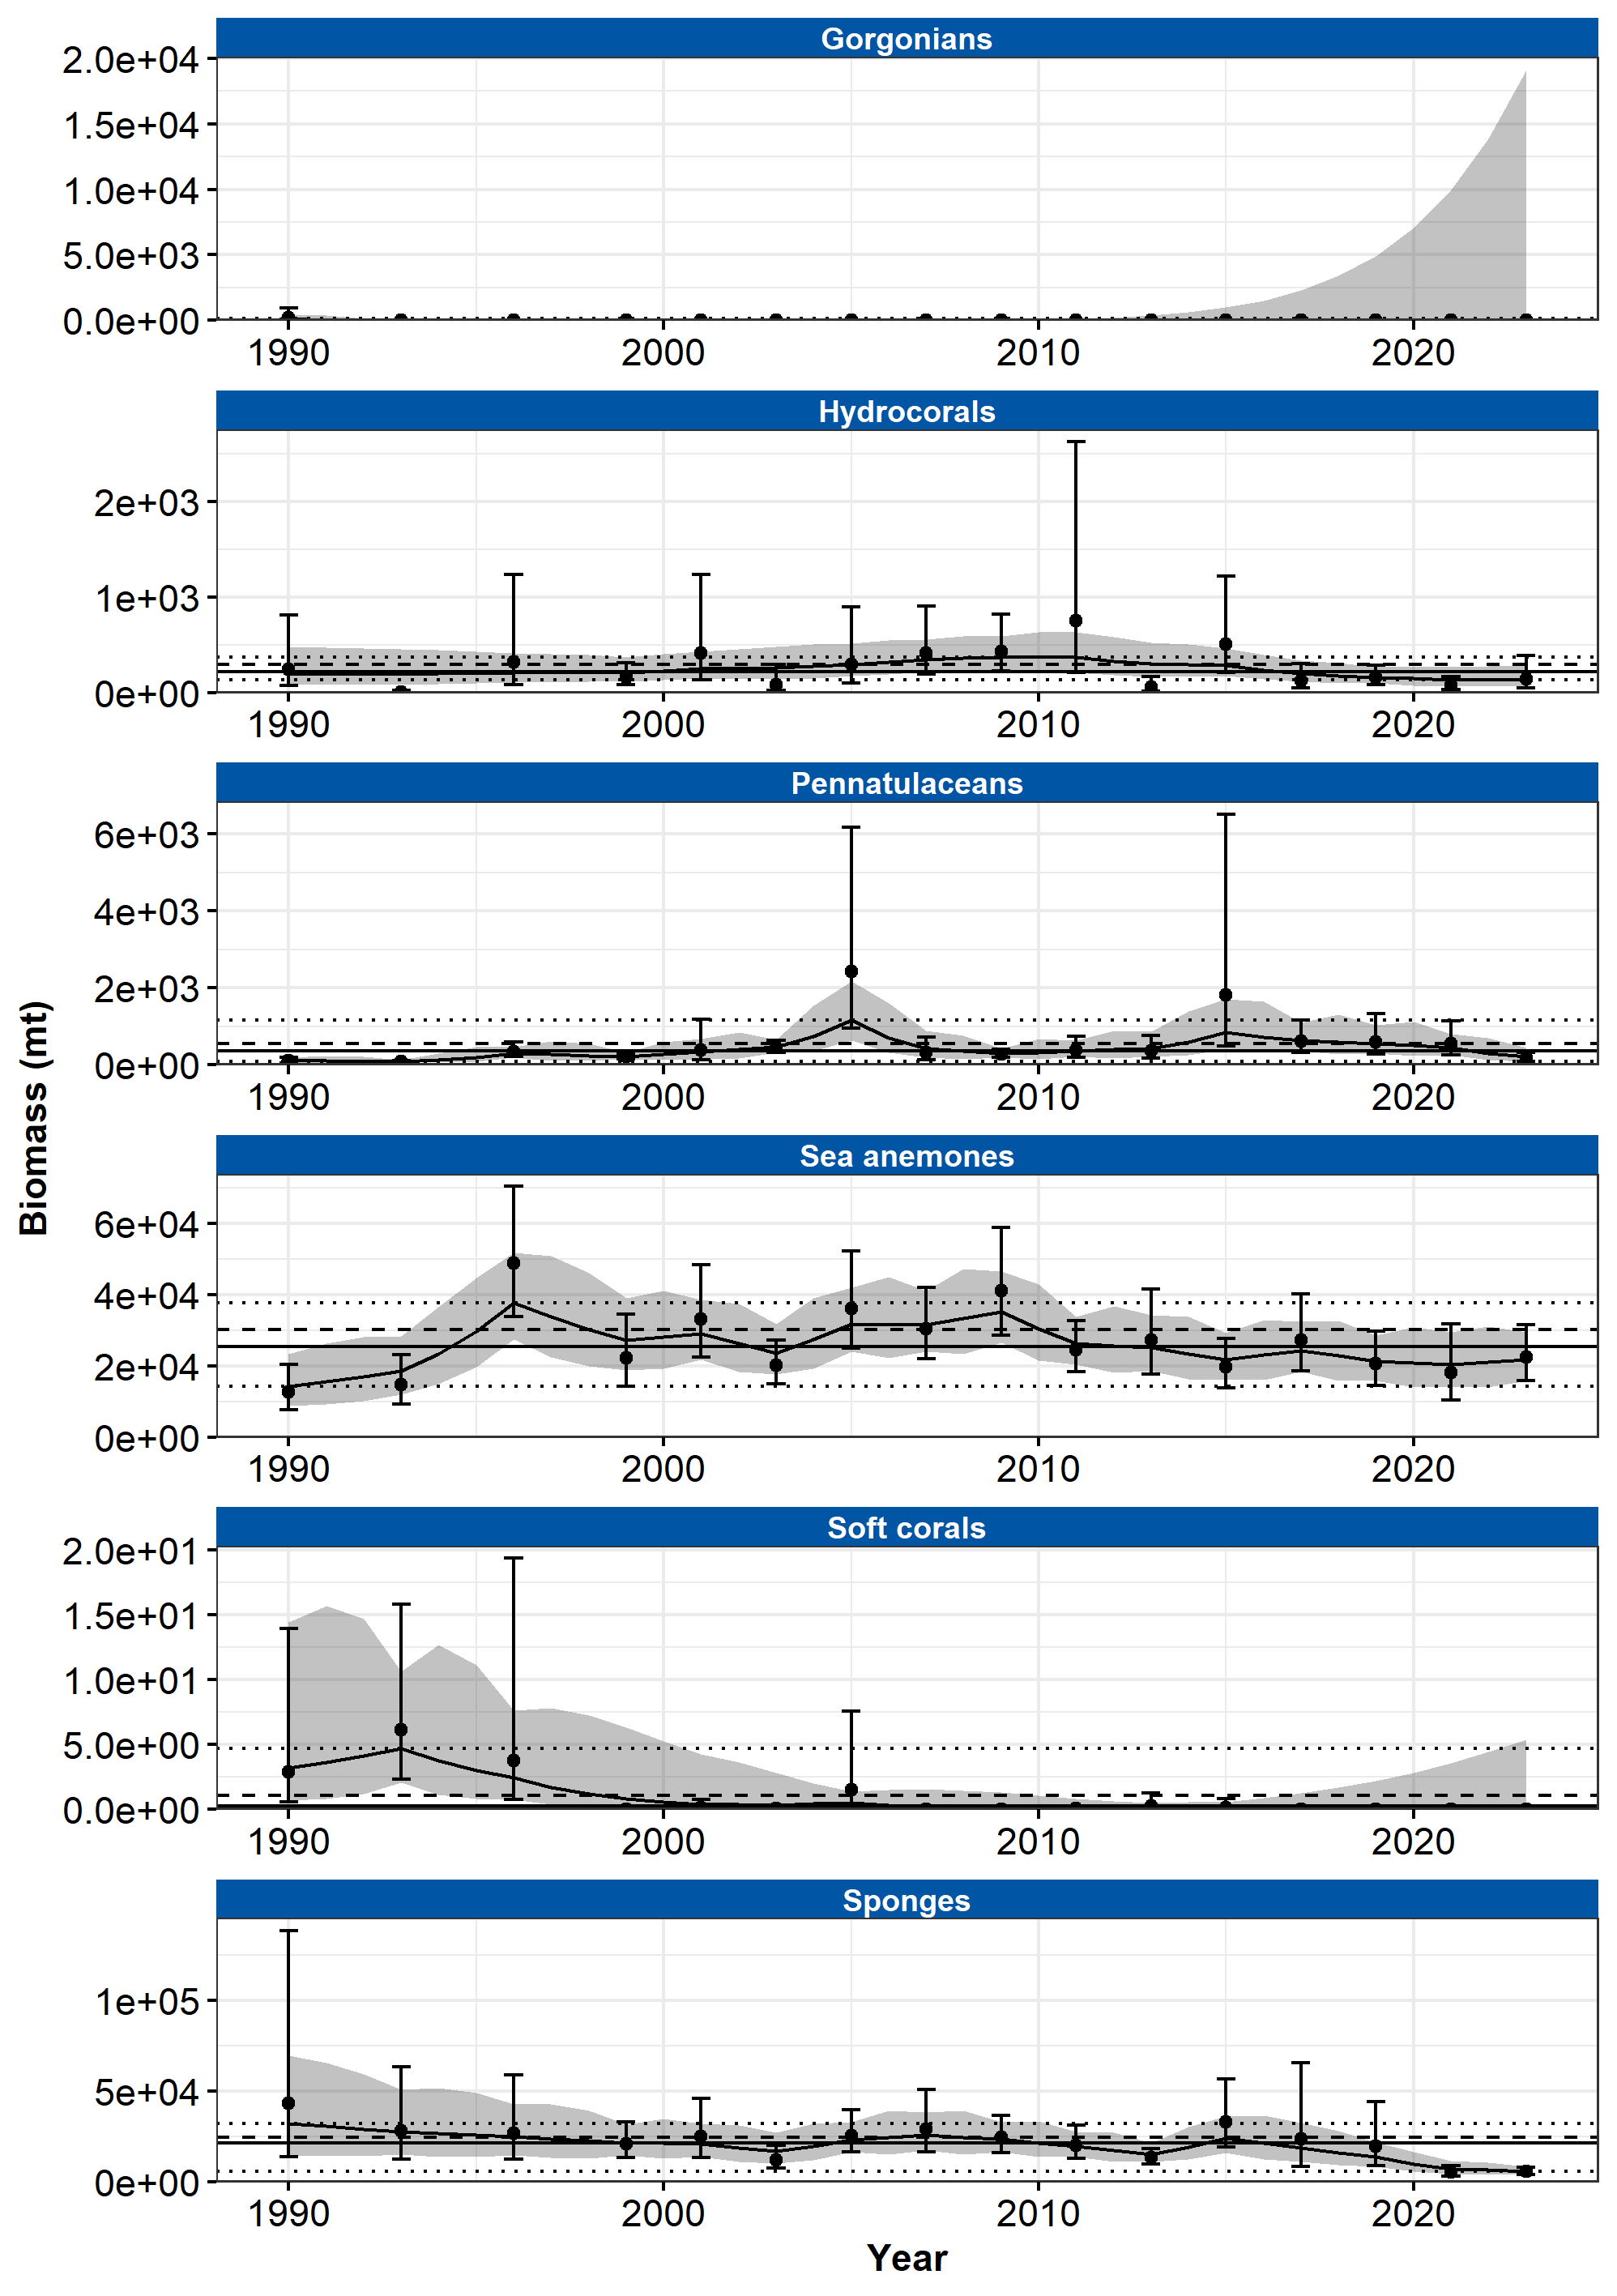 Gorgonians
2.0e+04
1.5e+04
1.0e+04
5.0e+03
0.0e+00
1990 2000 2010 2020
Hydrocorals
2e+03
1e+03
0e+00
1990 2000 2010 2020
Pennatulaceans
6e+03
4e+03
2e+03
0e+00
1990 2000 2010 2020
Biomass (mt)
Sea anemones
6e+04
4e+04
2e+04
0e+00
1990 2000 2010 2020
Soft corals
2.0e+01
1.5e+01
1.0e+01
5.0e+00
0.0e+00
1990 2000 2010 2020
Sponges
1e+05
5e+04
0e+00
1990 2000 2010 2020
Year